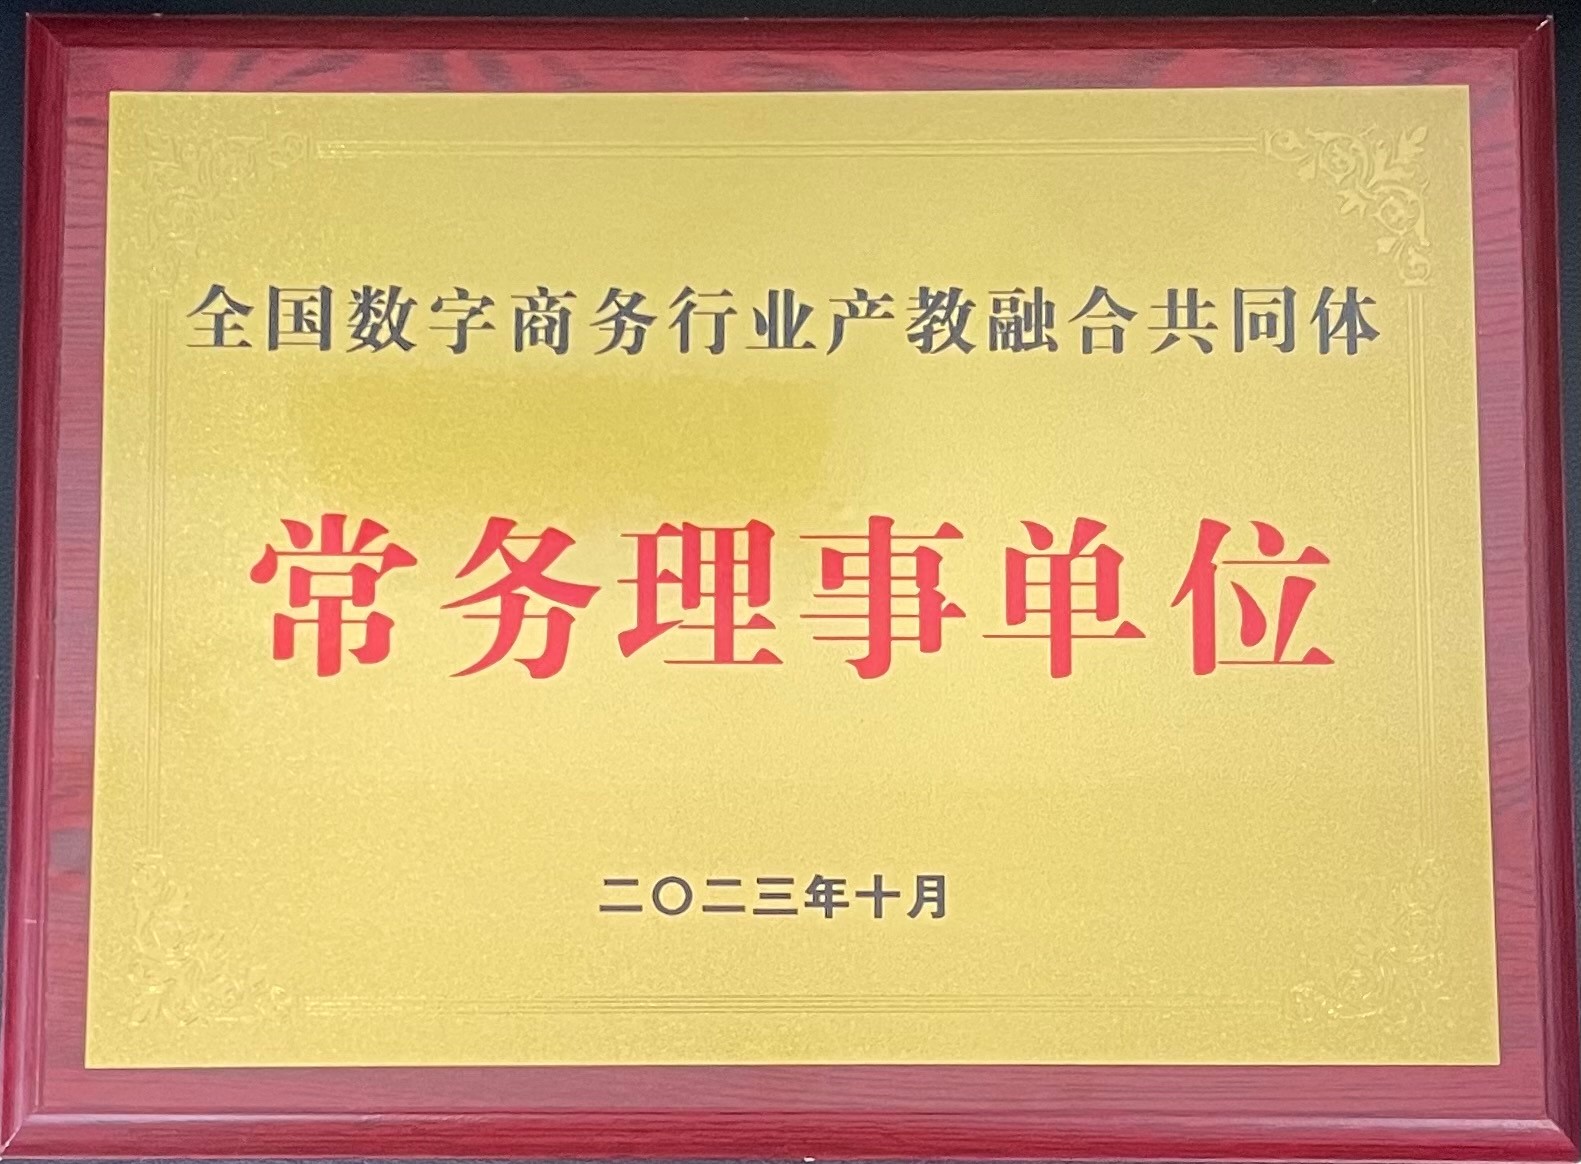 全国数字商务行业产教融合共同体
常务理事单位
二〇二三年十月